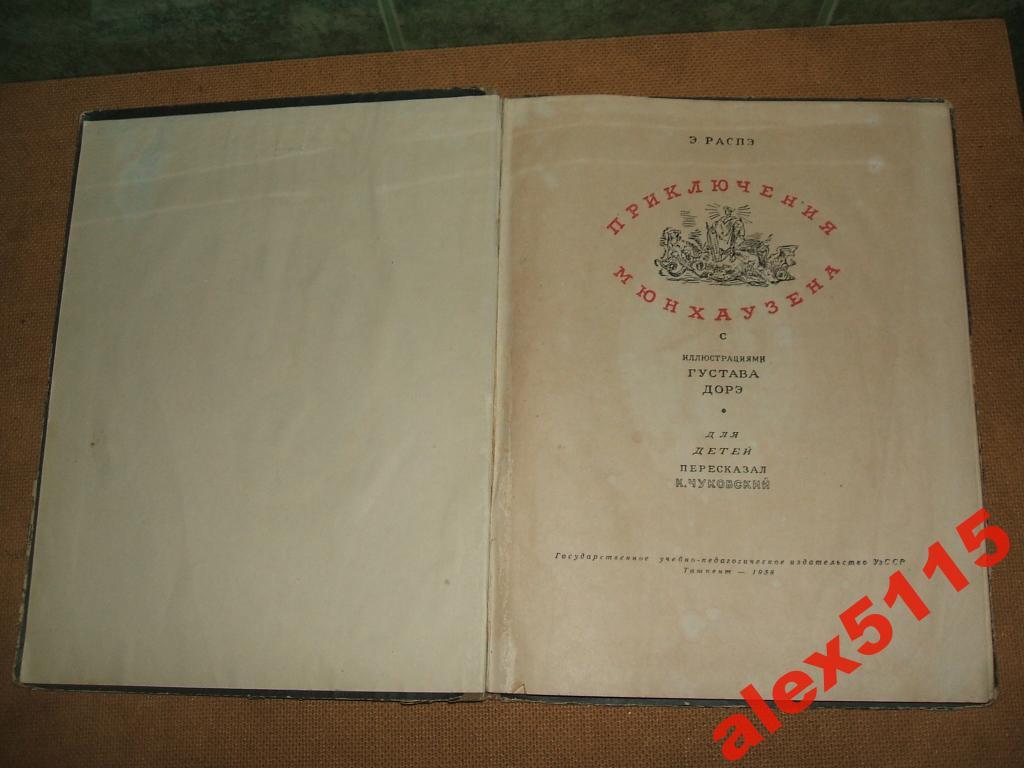 Э. РАСПЭ
ПРИКЛЮЧЕНИЯ
МЮНХАУЗЕНА
С
ИЛЛЮСТРАЦИЯМИ
ГУСТАВА
ДОРЭ
ДЛЯ
ДЕТЕЙ
ПЕРЕСКАЗАЛ
К. ЧУКОВСКИЙ
Государственное учебно-педагогическое издательство УзССР
Ташкент — 1958
alex5115